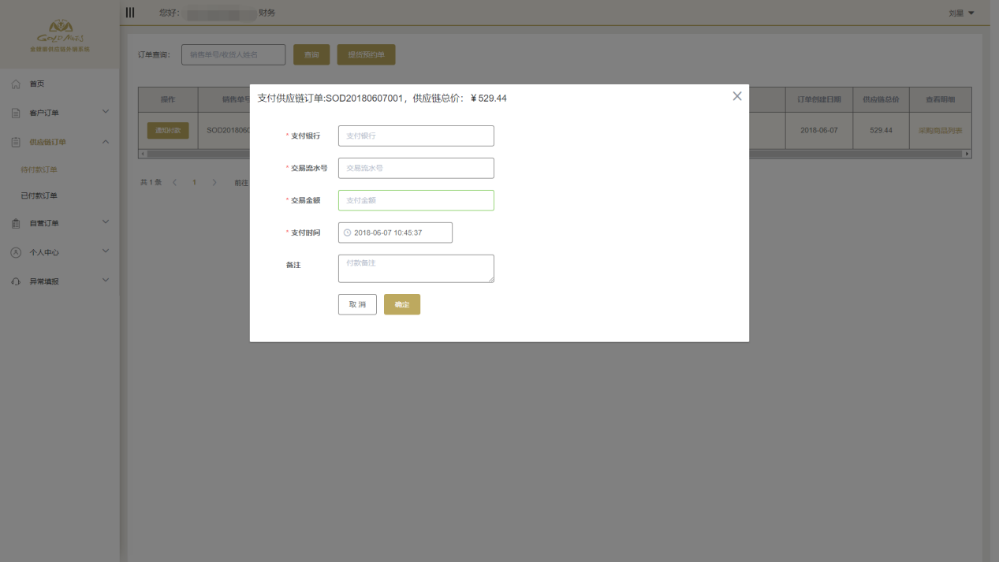 GOLD ANTS
您好：
财务
刘星
首页
客户订单
供应链订单
待付款订单
已付款订单
自营订单
个人中心
异常填报
订单查询：
销售单号/收货人姓名
查询
提货预约单
操作
销售单号
订单创建日期
供应链总价
查看明细
通知付款
SOD201806
2018-06-07
529.44
采购商品列表
共 1 条
1
前往
支付供应链订单:SOD20180607001，供应链总价：￥529.44
* 支付银行
支付银行
* 交易流水号
交易流水号
* 交易金额
支付金额
* 支付时间
2018-06-07 10:45:37
备注
付款备注
取 消
确定